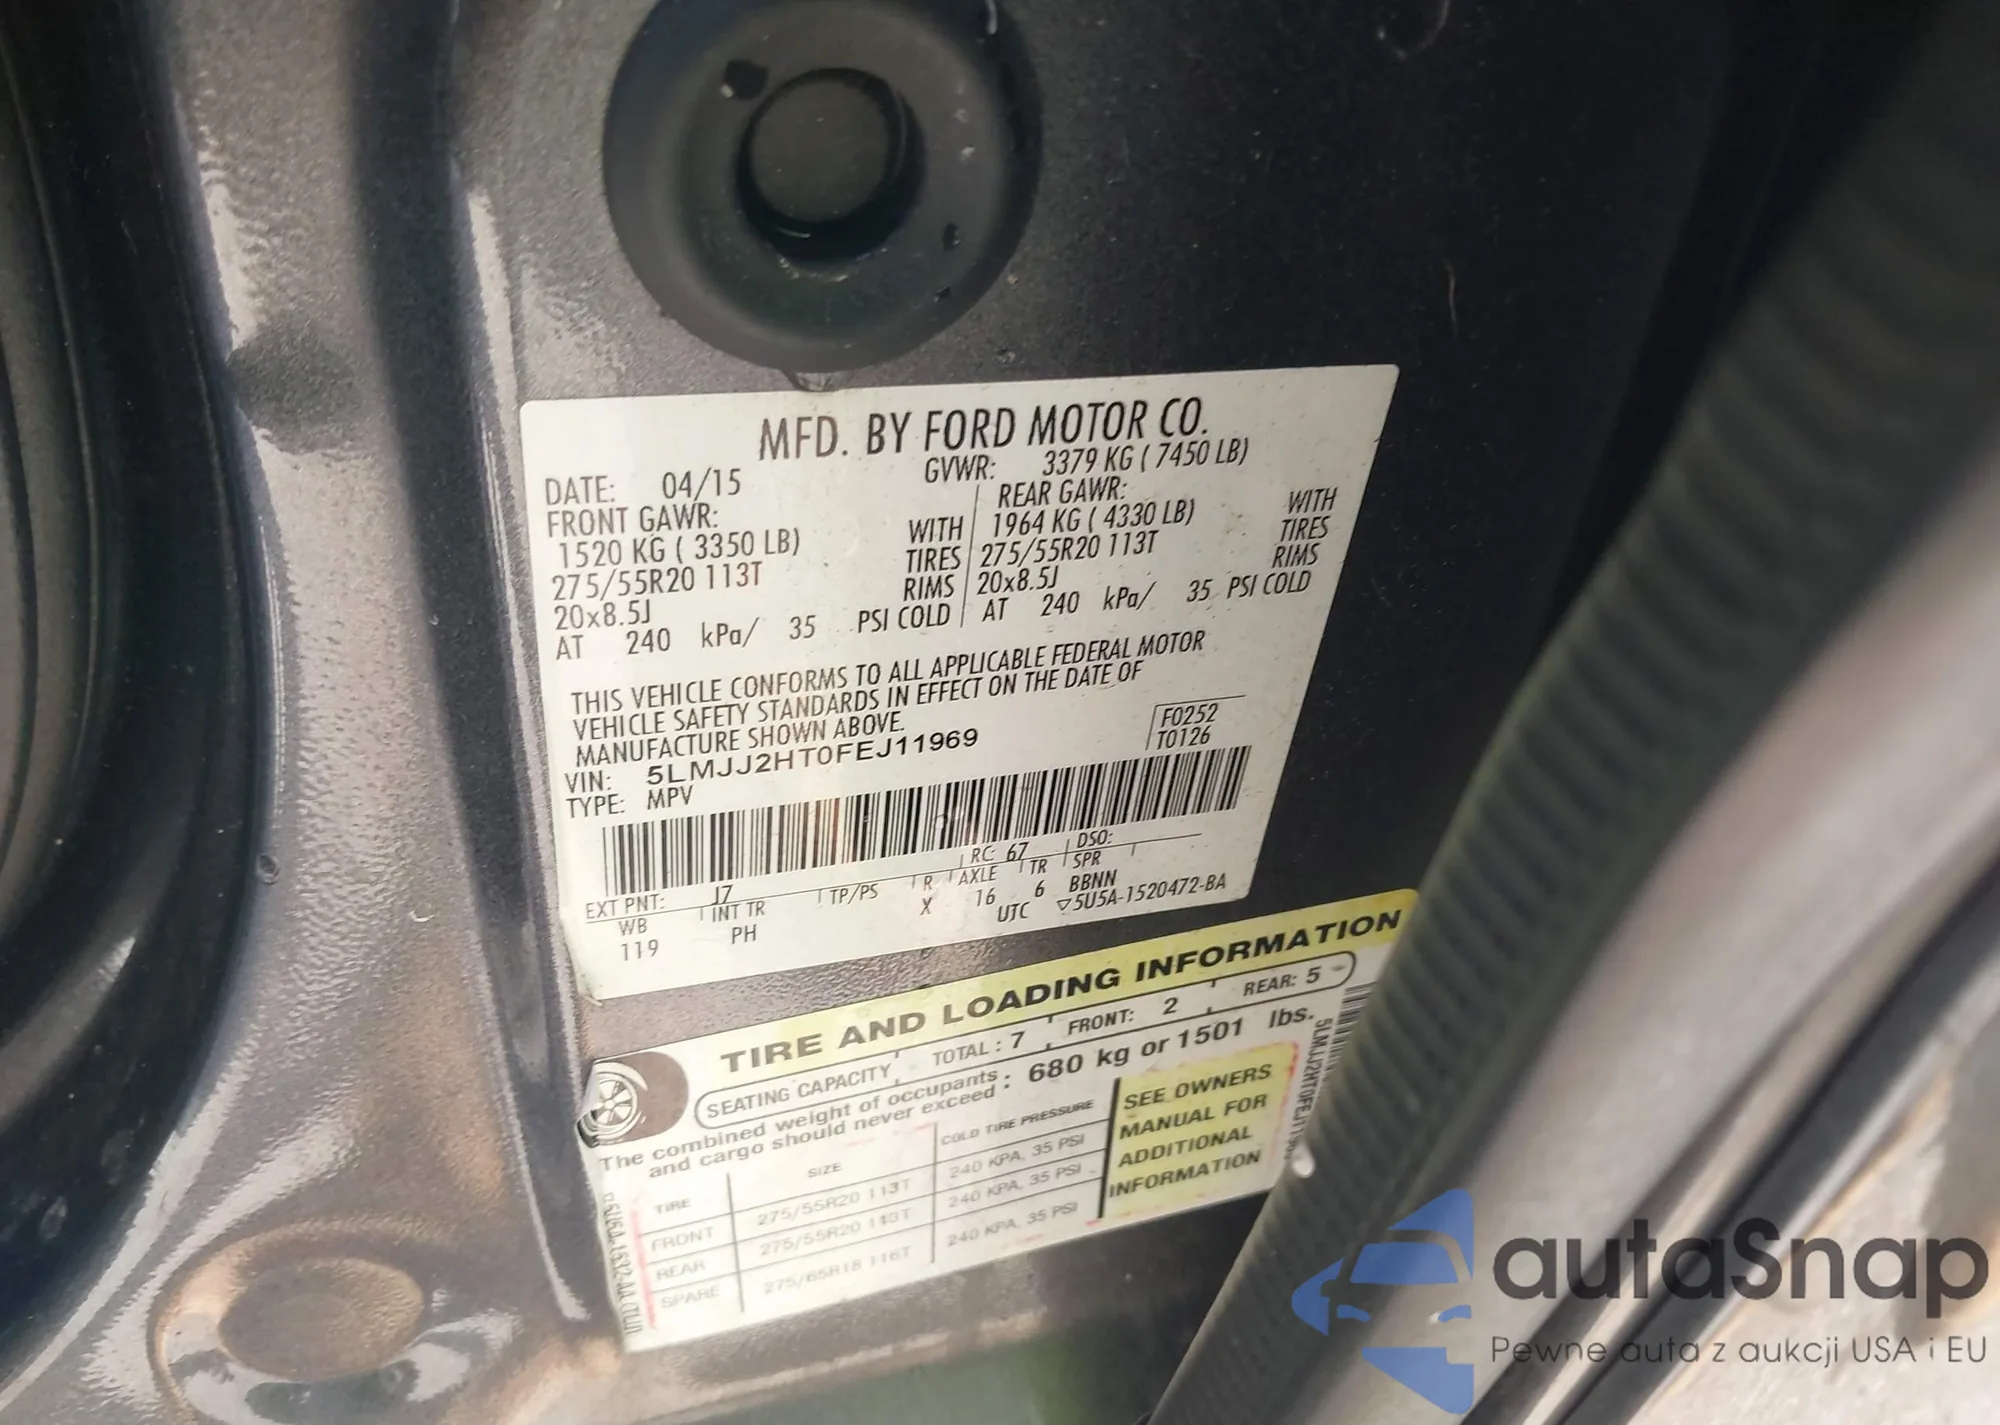 MFD. BY FORD MOTOR CO.
DATE: 04/15 GVWR: 3379 KG ( 7450 LB)
FRONT GAWR: REAR GAWR:
1520 KG ( 3350 LB) WITH 1964 KG ( 4330 LB) WITH
275/55R20 113T TIRES 275/55R20 113T TIRES
20x8.5J RIMS 20x8.5J RIMS
AT 240 kPa/ 35 PSI COLD AT 240 kPa/ 35 PSI COLD
THIS VEHICLE CONFORMS TO ALL APPLICABLE FEDERAL MOTOR
VEHICLE SAFETY STANDARDS IN EFFECT ON THE DATE OF
MANUFACTURE SHOWN ABOVE.
F0252
T0126
VIN: 5LMJJ2HT0FEJ11969
TYPE: MPV
EXT PNT: J7 RC: 67 DSO:
WB INT TR TP/PS R AXLE TR SPR
119 PH X 16 6 BBNN
UTC ▽5U5A-1520472-BA
TIRE AND LOADING INFORMATION
SEATING CAPACITY TOTAL : 7 FRONT: 2 REAR: 5
The combined weight of occupants : 680 kg or 1501 lbs.
and cargo should never exceed
TIRE SIZE COLD TIRE PRESSURE
FRONT 275/55R20 113T 240 KPA, 35 PSI
REAR 275/55R20 113T 240 KPA, 35 PSI
SPARE 275/65R18 116T 240 KPA, 35 PSI
SEE OWNERS
MANUAL FOR
ADDITIONAL
INFORMATION
autaSnap
Pewne auta z aukcji USA i EU